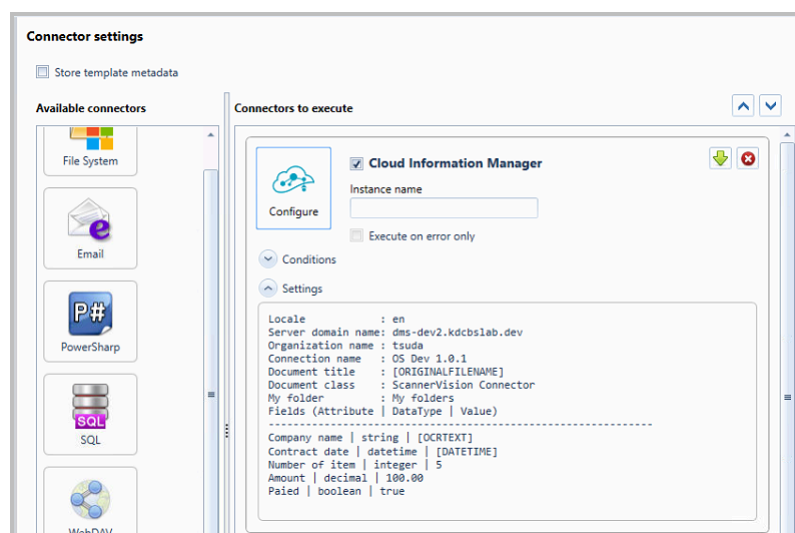 Connector settings
Store template metadata
Available connectors
File System
Email
P#
PowerSharp
SQL
SQL
WebDAV
Connectors to execute
Configure
Cloud Information Manager
Instance name
Execute on error only
Conditions
Settings
Locale : en
Server domain name: dms-dev2.kdcbslab.dev
Organization name : tsuda
Connection name : OS Dev 1.0.1
Document title : [ORIGINALFILENAME]
Document class : ScannerVision Connector
My folder : My folders
Fields (Attribute | DataType | Value)
----------------------------------------------------------------
Company name | string | [OCRTEXT]
Contract date | datetime | [DATETIME]
Number of item | integer | 5
Amount | decimal | 100.00
Paied | boolean | true